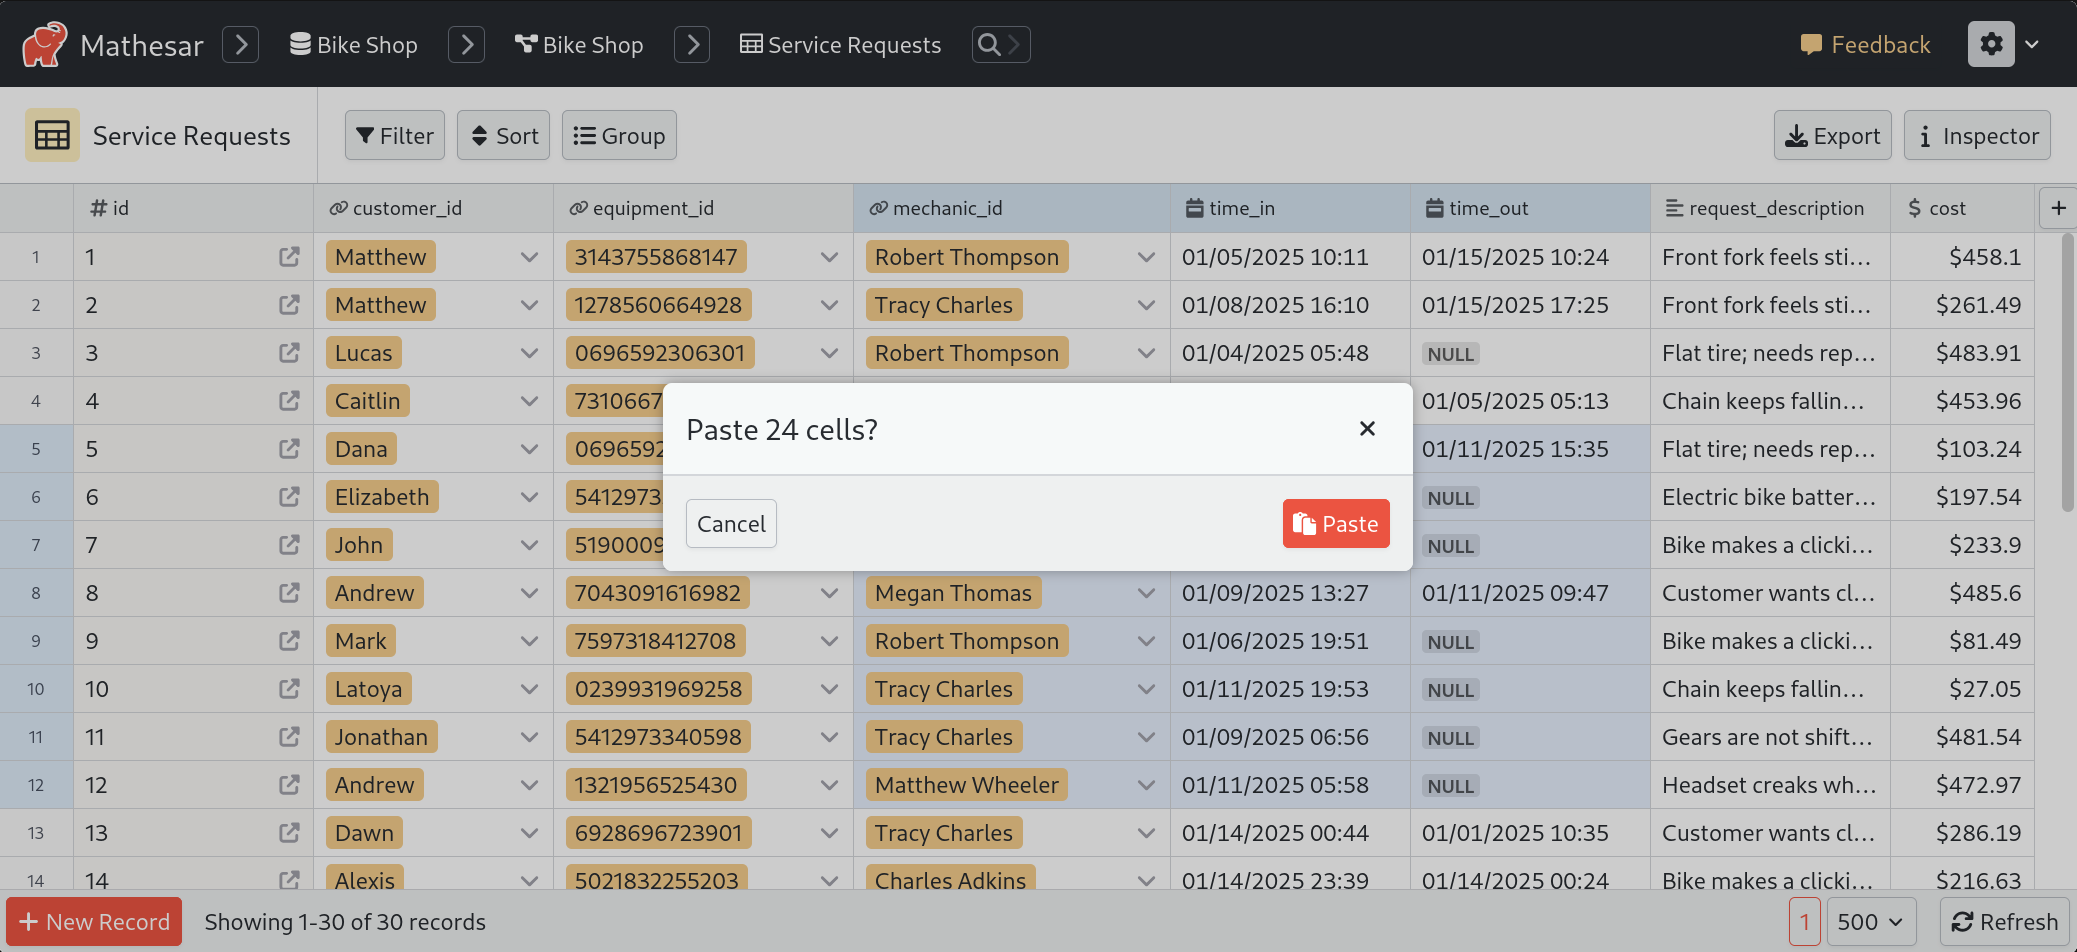 Mathesar Bike Shop Bike Shop Service Requests Feedback
Service Requests Filter Sort Group Export Inspector
id customer_id equipment_id mechanic_id time_in time_out request_description cost
1 1 Matthew 3143755868147 Robert Thompson 01/05/2025 10:11 01/15/2025 10:24 Front fork feels sti... $458.1
2 2 Matthew 1278560664928 Tracy Charles 01/08/2025 16:10 01/15/2025 17:25 Front fork feels sti... $261.49
3 3 Lucas 0696592306301 Robert Thompson 01/04/2025 05:48 NULL Flat tire; needs rep... $483.91
4 4 Caitlin 7310667 01/05/2025 05:13 Chain keeps fallin... $453.96
Paste 24 cells?
5 5 Dana 0696592 01/11/2025 15:35 Flat tire; needs rep... $103.24
6 6 Elizabeth 5412973 NULL Electric bike batter... $197.54
Cancel Paste
7 7 John 5190009 NULL Bike makes a clicki... $233.9
8 8 Andrew 7043091616982 Megan Thomas 01/09/2025 13:27 01/11/2025 09:47 Customer wants cl... $485.6
9 9 Mark 7597318412708 Robert Thompson 01/06/2025 19:51 NULL Bike makes a clicki... $81.49
10 10 Latoya 0239931969258 Tracy Charles 01/11/2025 19:53 NULL Chain keeps fallin... $27.05
11 11 Jonathan 5412973340598 Tracy Charles 01/09/2025 06:56 NULL Gears are not shift... $481.54
12 12 Andrew 1321956525430 Matthew Wheeler 01/11/2025 05:58 NULL Headset creaks wh... $472.97
13 13 Dawn 6928696723901 Tracy Charles 01/14/2025 00:44 01/01/2025 10:35 Customer wants cl... $286.19
14 14 Alexis 5021832255203 Charles Adkins 01/14/2025 23:39 01/14/2025 00:24 Bike makes a clicki... $216.63
New Record Showing 1-30 of 30 records 1 500 Refresh